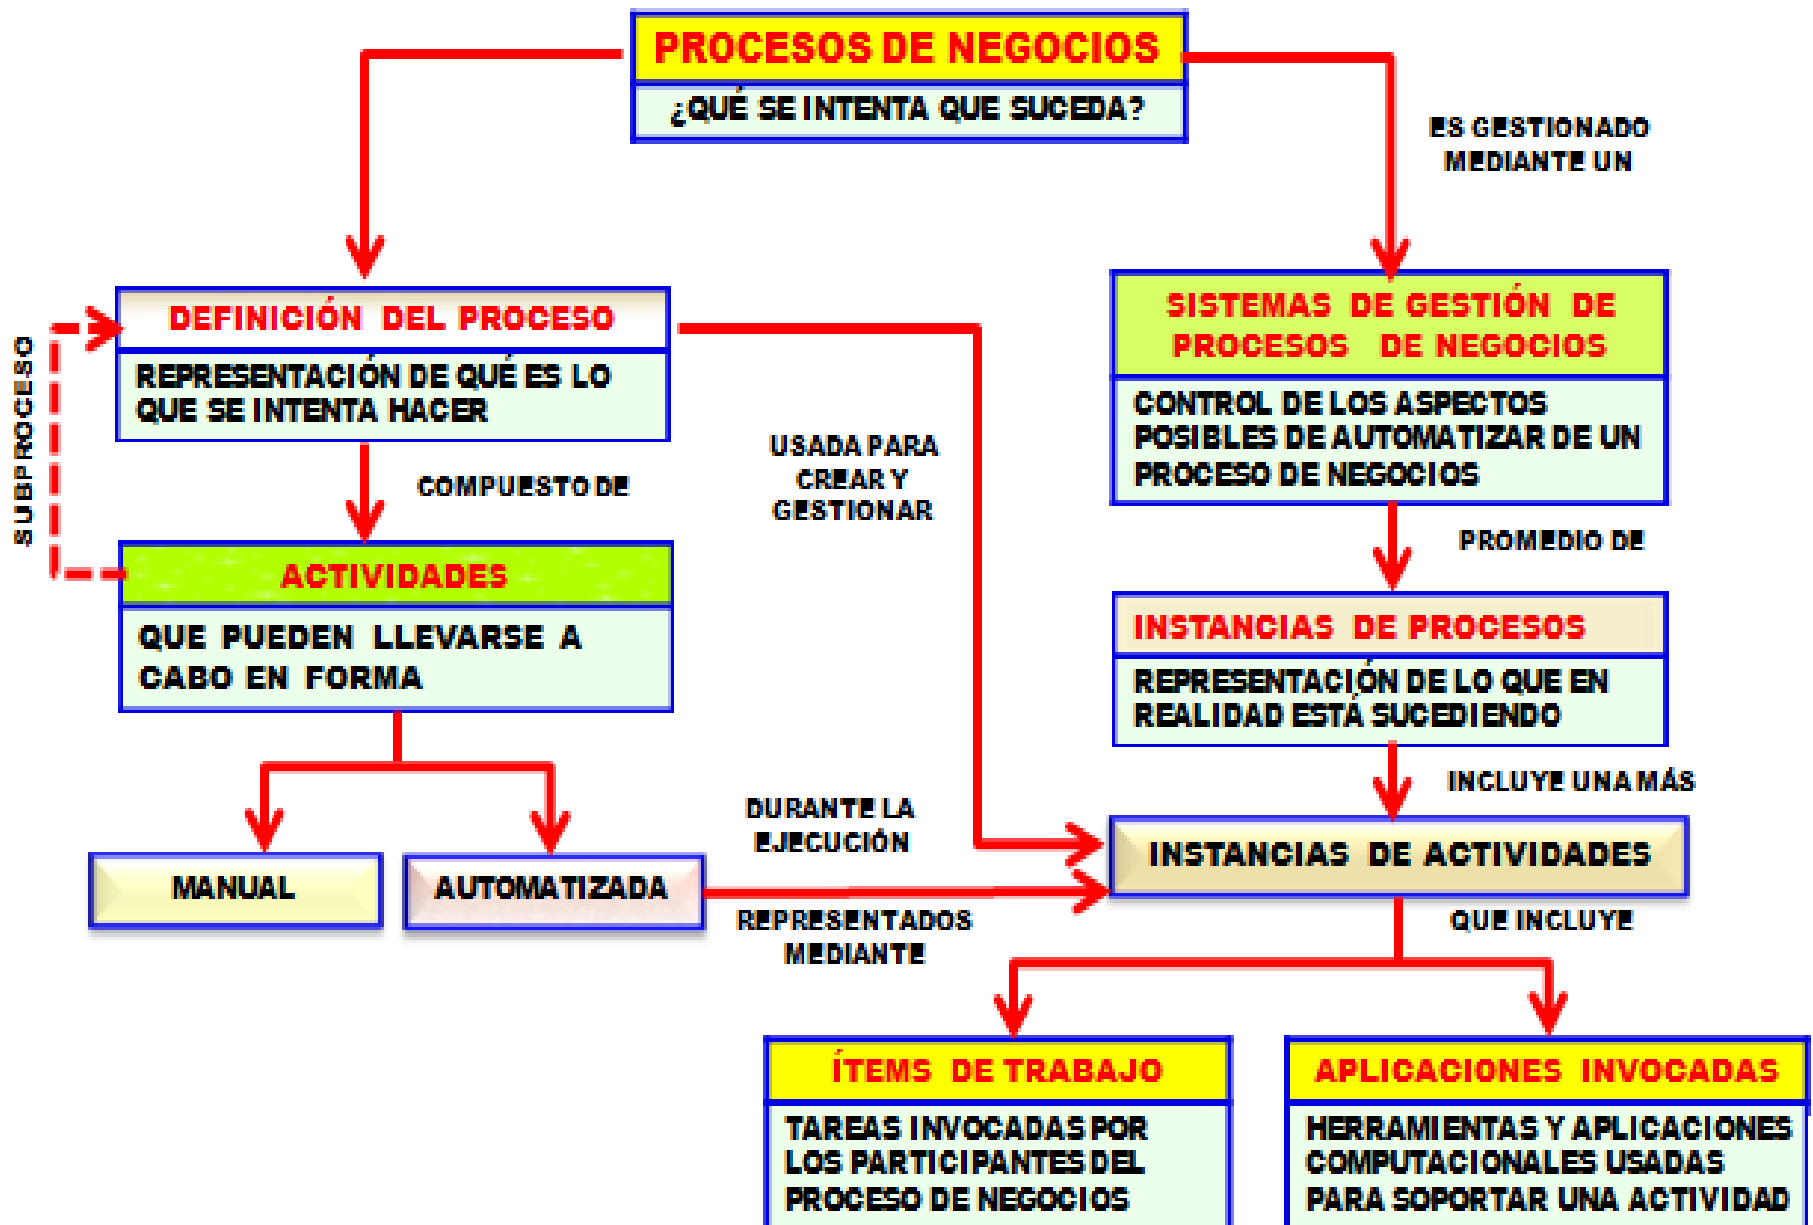 PROCESOS DE NEGOCIOS
¿QUÉ SE INTENTA QUE SUCEDA?
ES GESTIONADO
MEDIANTE UN
DEFINICIÓN DEL PROCESO
REPRESENTACIÓN DE QUÉ ES LO
QUE SE INTENTA HACER
SUBPROCESO
COMPUESTO DE
ACTIVIDADES
QUE PUEDEN LLEVARSE A
CABO EN FORMA
MANUAL
AUTOMATIZADA
USADA PARA
CREAR Y
GESTIONAR
DURANTE LA
EJECUCIÓN
REPRESENTADOS
MEDIANTE
SISTEMAS DE GESTIÓN DE
PROCESOS DE NEGOCIOS
CONTROL DE LOS ASPECTOS
POSIBLES DE AUTOMATIZAR DE UN
PROCESO DE NEGOCIOS
PROMEDIO DE
INSTANCIAS DE PROCESOS
REPRESENTACIÓN DE LO QUE EN
REALIDAD ESTÁ SUCEDIENDO
INCLUYE UNA MÁS
INSTANCIAS DE ACTIVIDADES
QUE INCLUYE
ÍTEMS DE TRABAJO
TAREAS INVOCADAS POR
LOS PARTICIPANTES DEL
PROCESO DE NEGOCIOS
APLICACIONES INVOCADAS
HERRAMIENTAS Y APLICACIONES
COMPUTACIONALES USADAS
PARA SOPORTAR UNA ACTIVIDAD